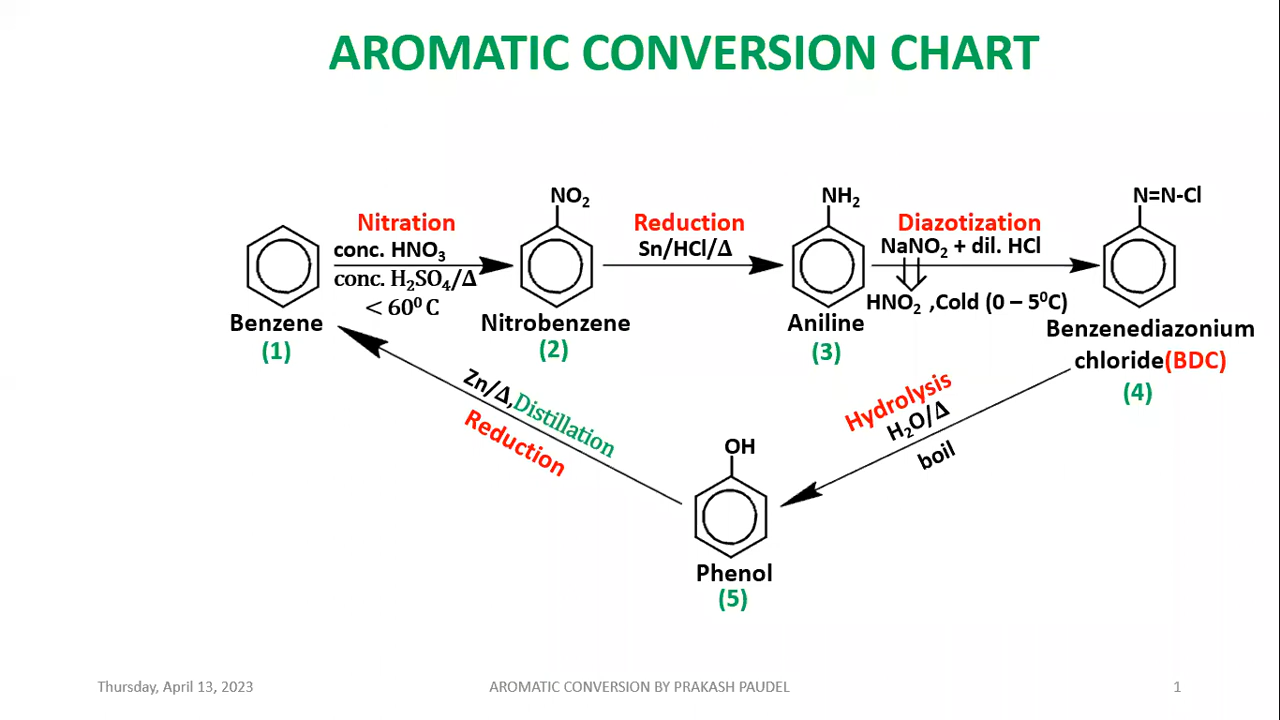 AROMATIC CONVERSION CHART
NO₂
NH₂
N=N-Cl
Nitration
conc. HNO₃
conc. H₂SO₄/Δ
< 60⁰ C
Reduction
Sn/HCl/Δ
Diazotization
NaNO₂ + dil. HCl
HNO₂ ,Cold (0 – 5⁰C)
Benzene
(1)
Nitrobenzene
(2)
Aniline
(3)
Benzenediazonium
chloride(BDC)
(4)
Zn/Δ,Distillation
Reduction
Hydrolysis
H₂O/Δ
boil
OH
Phenol
(5)
Thursday, April 13, 2023
AROMATIC CONVERSION BY PRAKASH PAUDEL
1